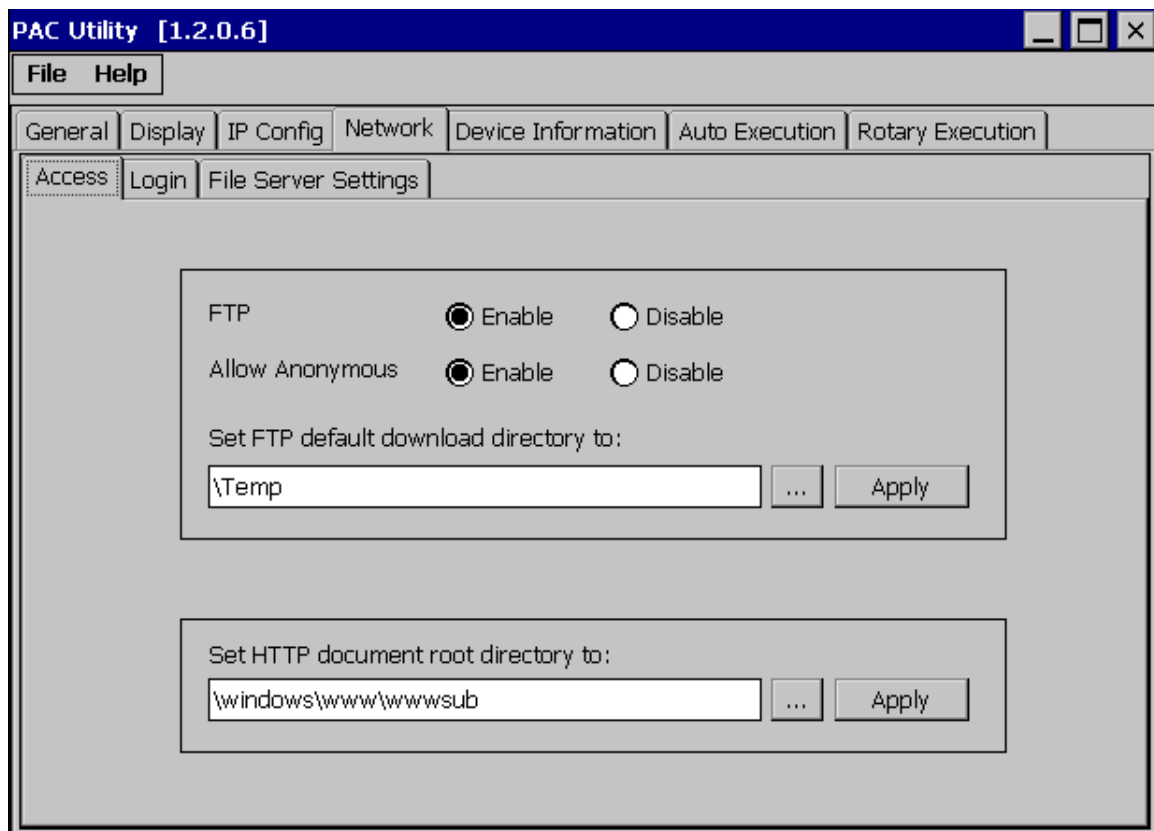 PAC Utility [1.2.0.6]
File Help
General Display IP Config Network Device Information Auto Execution Rotary Execution
Access Login File Server Settings
FTP Enable Disable
Allow Anonymous Enable Disable
Set FTP default download directory to:
\Temp ... Apply
Set HTTP document root directory to:
\windows\www\wwwsub ... Apply